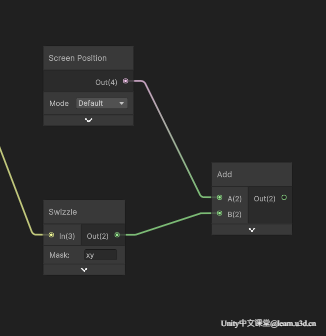 Screen Position
Out(4)
Mode Default
Add
A(2) Out(2)
B(2)
Swizzle
In(3) Out(2)
Mask: xy
Unity中文课堂@learn.u3d.cn